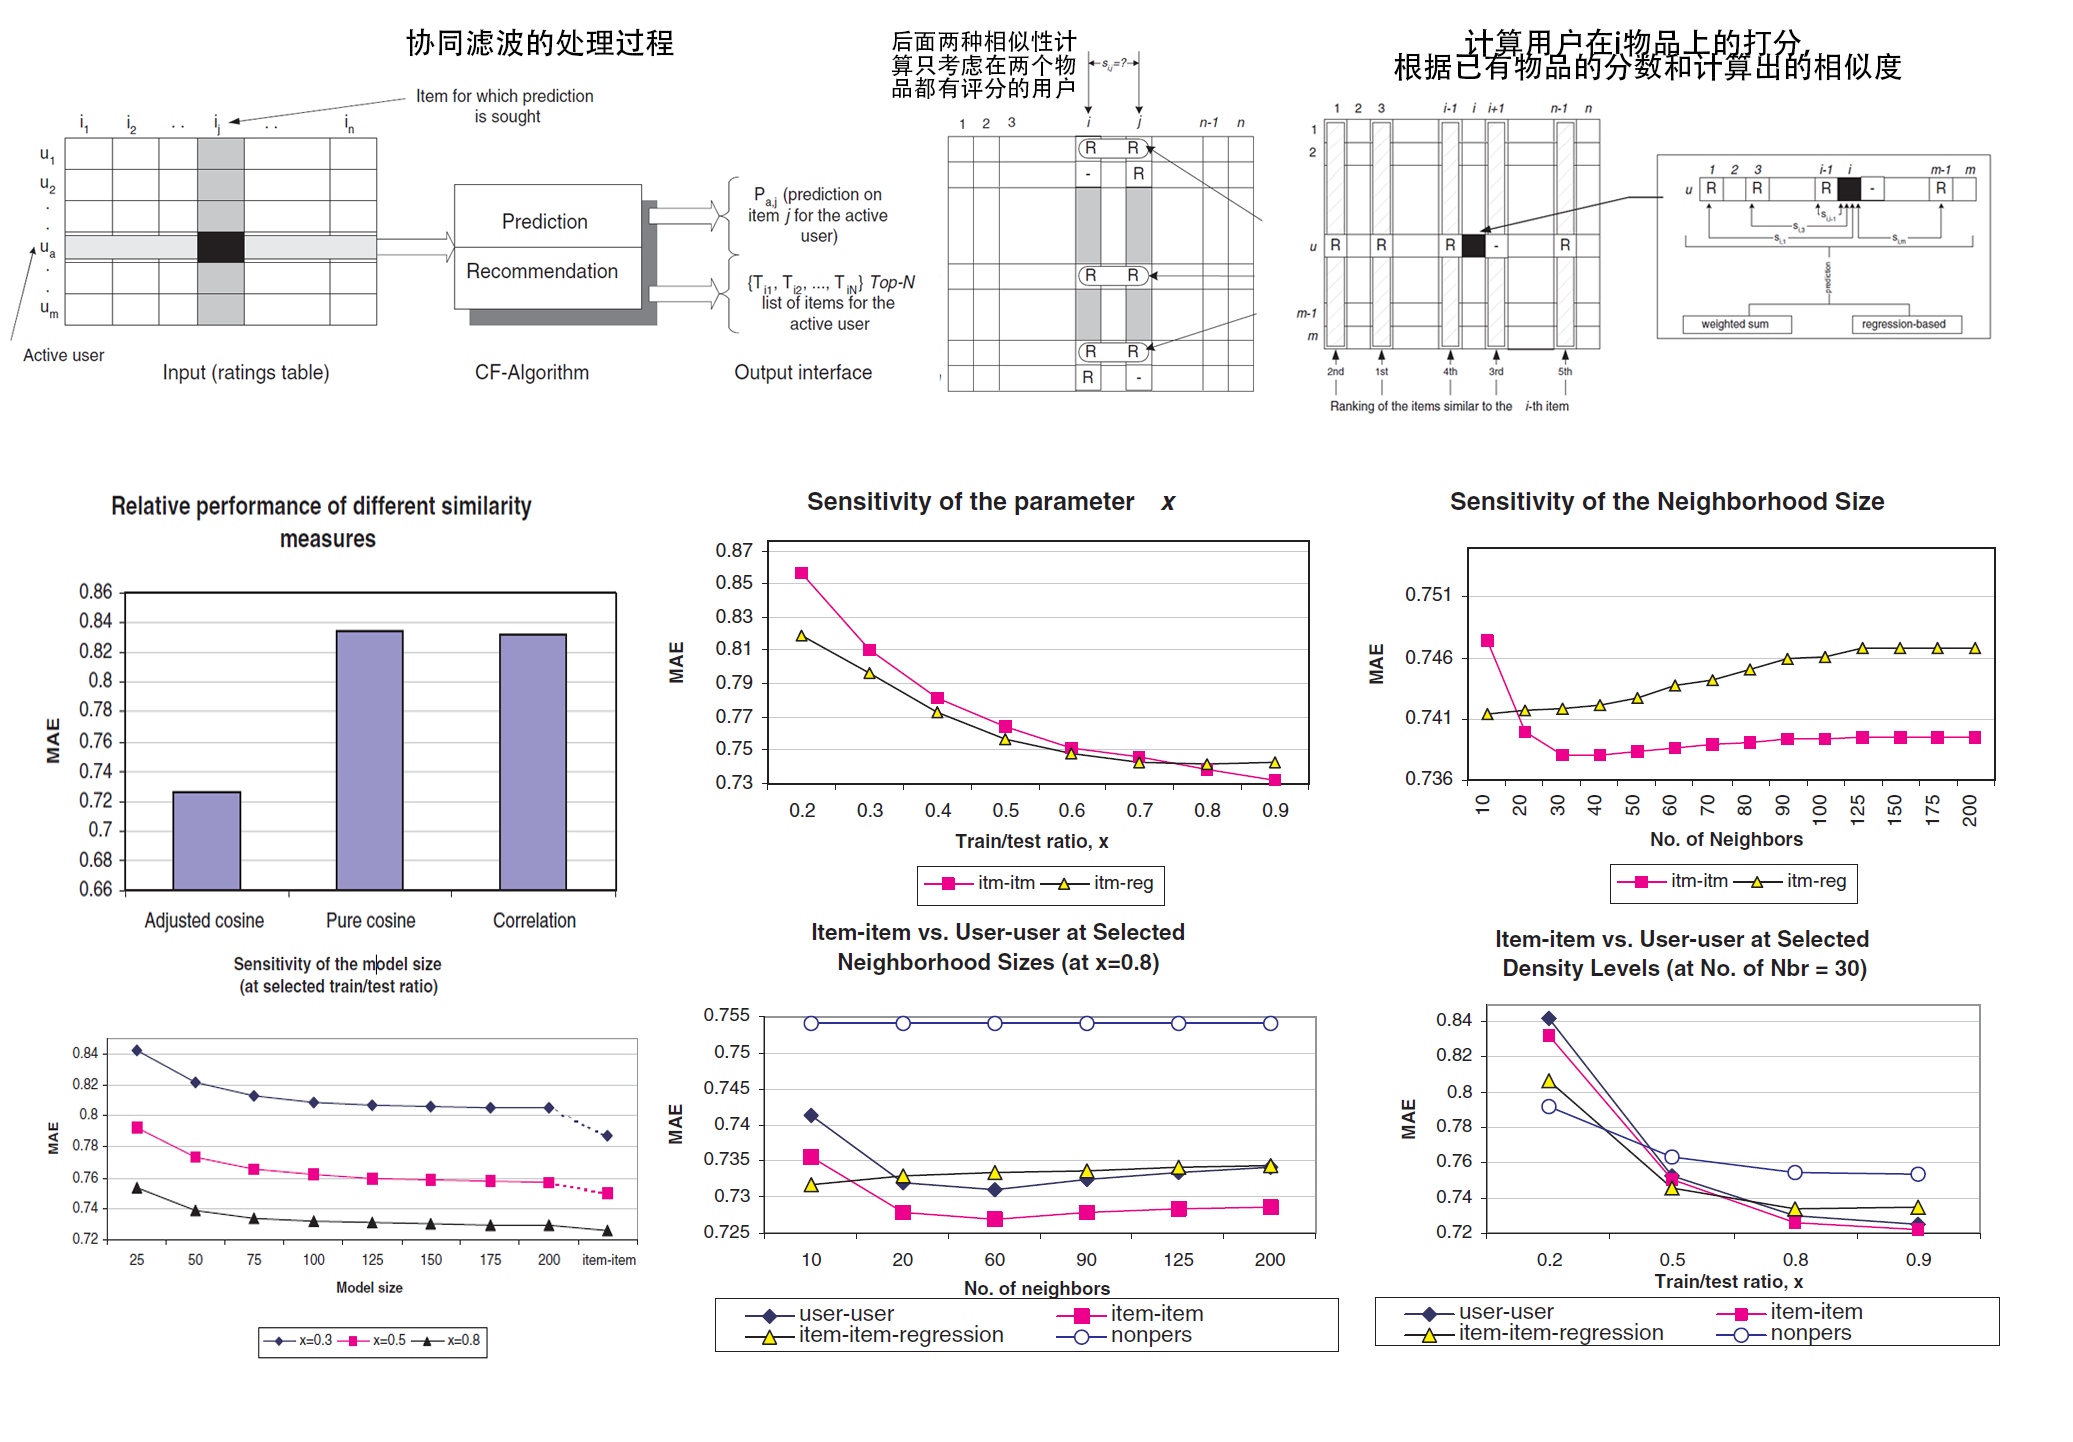 协同滤波的处理过程
Item for which prediction
is sought
i1 i2 . . ij . . in
u1
u2
.
.
ua
.
.
um
Active user
Input (ratings table)
Prediction
Recommendation
CF-Algorithm
Pa,j (prediction on
item j for the active
user)
{Ti1, Ti2, ..., TiN} Top-N
list of items for the
active user
Output interface
后面两种相似性计
算只考虑在两个物
品都有评分的用户
si,j=?
1 2 3 i j n-1 n
R R
- R
R R
R R
R -
计算用户在i物品上的打分,
根据已有物品的分数和计算出的相似度
1 2 3 i-1 i i+1 n-1 n
1
2
u R R R - R
m-1
m
2nd 1st 4th 3rd 5th
Ranking of the items similar to the i-th item
1 2 3 i-1 i m-1 m
u R R R - R
si,i-1
si,3
si,1 si,m
prediction
weighted sum regression-based
Relative performance of different similarity
measures
0.86
0.84
0.82
0.8
0.78
0.76
0.74
0.72
0.7
0.68
0.66
MAE
Adjusted cosine Pure cosine Correlation
Sensitivity of the parameter x
0.87
0.85
0.83
0.81
0.79
0.77
0.75
0.73
MAE
0.2 0.3 0.4 0.5 0.6 0.7 0.8 0.9
Train/test ratio, x
itm-itm itm-reg
Sensitivity of the Neighborhood Size
0.751
0.746
0.741
0.736
MAE
10 20 30 40 50 60 70 80 90 100 125 150 175 200
No. of Neighbors
itm-itm itm-reg
Sensitivity of the model size
(at selected train/test ratio)
0.84
0.82
0.8
0.78
0.76
0.74
0.72
MAE
25 50 75 100 125 150 175 200 item-item
Model size
x=0.3 x=0.5 x=0.8
Item-item vs. User-user at Selected
Neighborhood Sizes (at x=0.8)
0.755
0.75
0.745
0.74
0.735
0.73
0.725
MAE
10 20 60 90 125 200
No. of neighbors
user-user item-item
item-item-regression nonpers
Item-item vs. User-user at Selected
Density Levels (at No. of Nbr = 30)
0.84
0.82
0.8
0.78
0.76
0.74
0.72
MAE
0.2 0.5 0.8 0.9
Train/test ratio, x
user-user item-item
item-item-regression nonpers